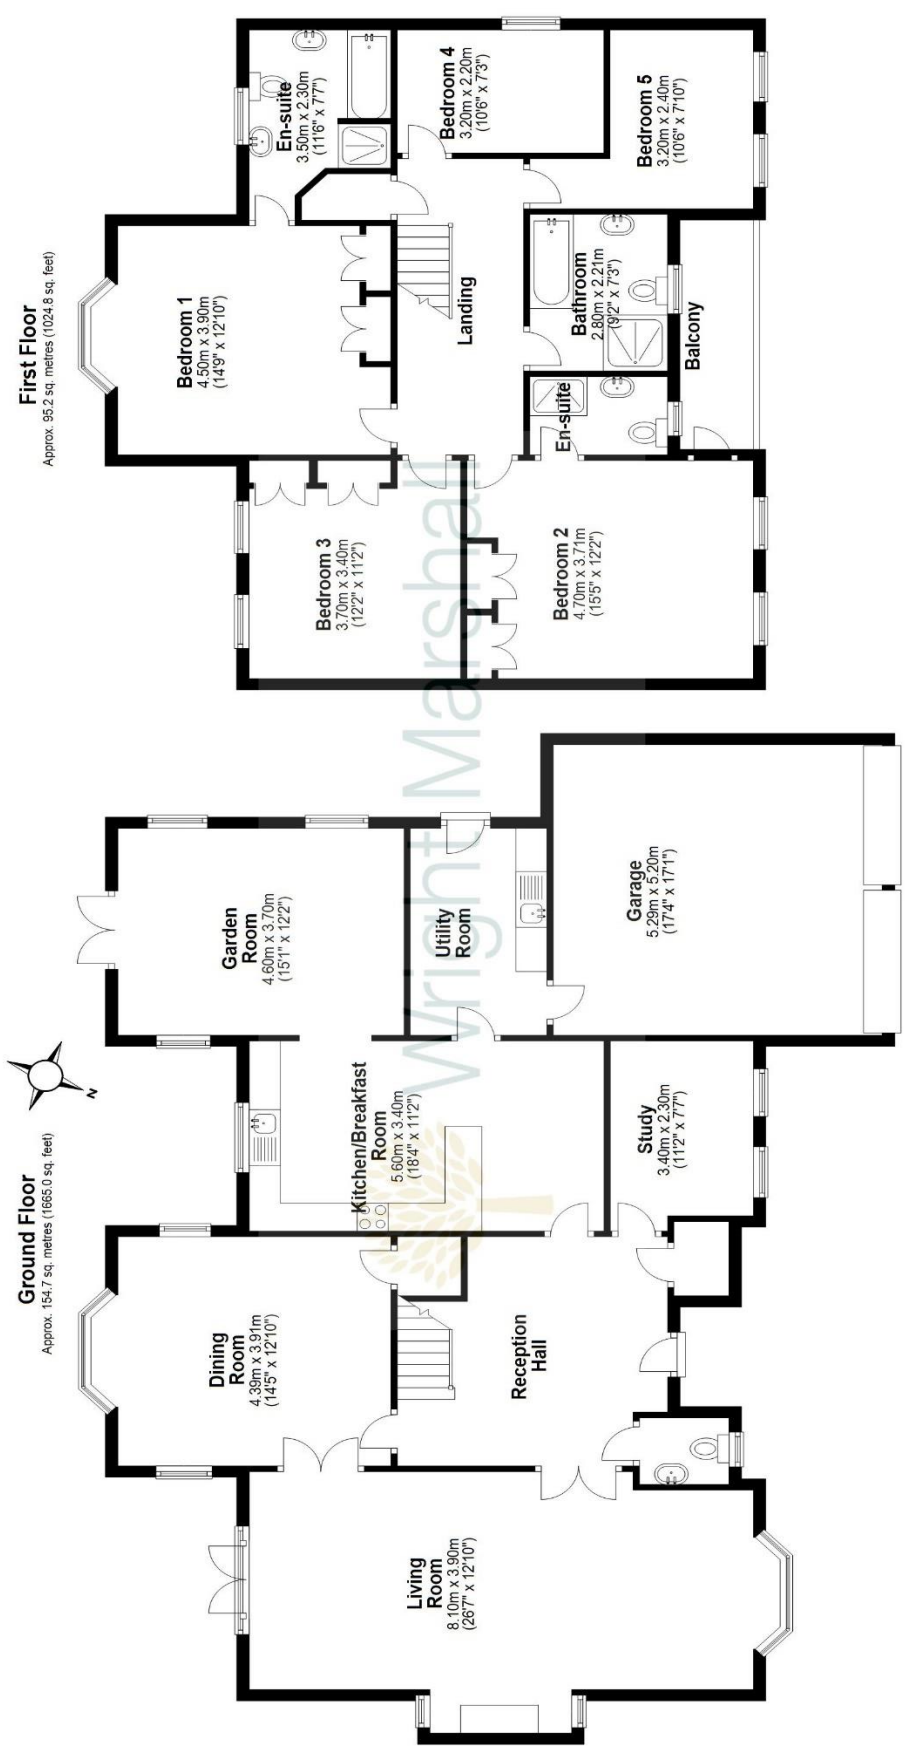 Ground Floor
Approx. 154.7 sq. metres (1665.0 sq. feet)
N
Garden
Room
4.60m x 3.70m
(15'1" x 12'2")
Dining
Room
4.39m x 3.91m
(14'5" x 12'10")
Kitchen/Breakfast
Room
5.60m x 3.40m
(18'4" x 11'2")
Utility
Room
Living
Room
8.10m x 3.90m
(26'7" x 12'10")
Reception
Hall
Study
3.40m x 2.30m
(11'2" x 7'7")
Garage
5.29m x 5.20m
(17'4" x 17'1")
First Floor
Approx. 95.2 sq. metres (1024.8 sq. feet)
Bedroom 1
4.50m x 3.90m
(14'9" x 12'10")
En-suite
3.50m x 2.30m
(11'6" x 7'7")
Bedroom 3
3.70m x 3.40m
(12'2" x 11'2")
Landing
Bedroom 4
3.20m x 2.20m
(10'6" x 7'3")
Bedroom 2
4.70m x 3.71m
(15'5" x 12'2")
En-suite
Bathroom
2.80m x 2.21m
(9'2" x 7'3")
Bedroom 5
3.20m x 2.40m
(10'6" x 7'10")
Balcony
Wright Marshall